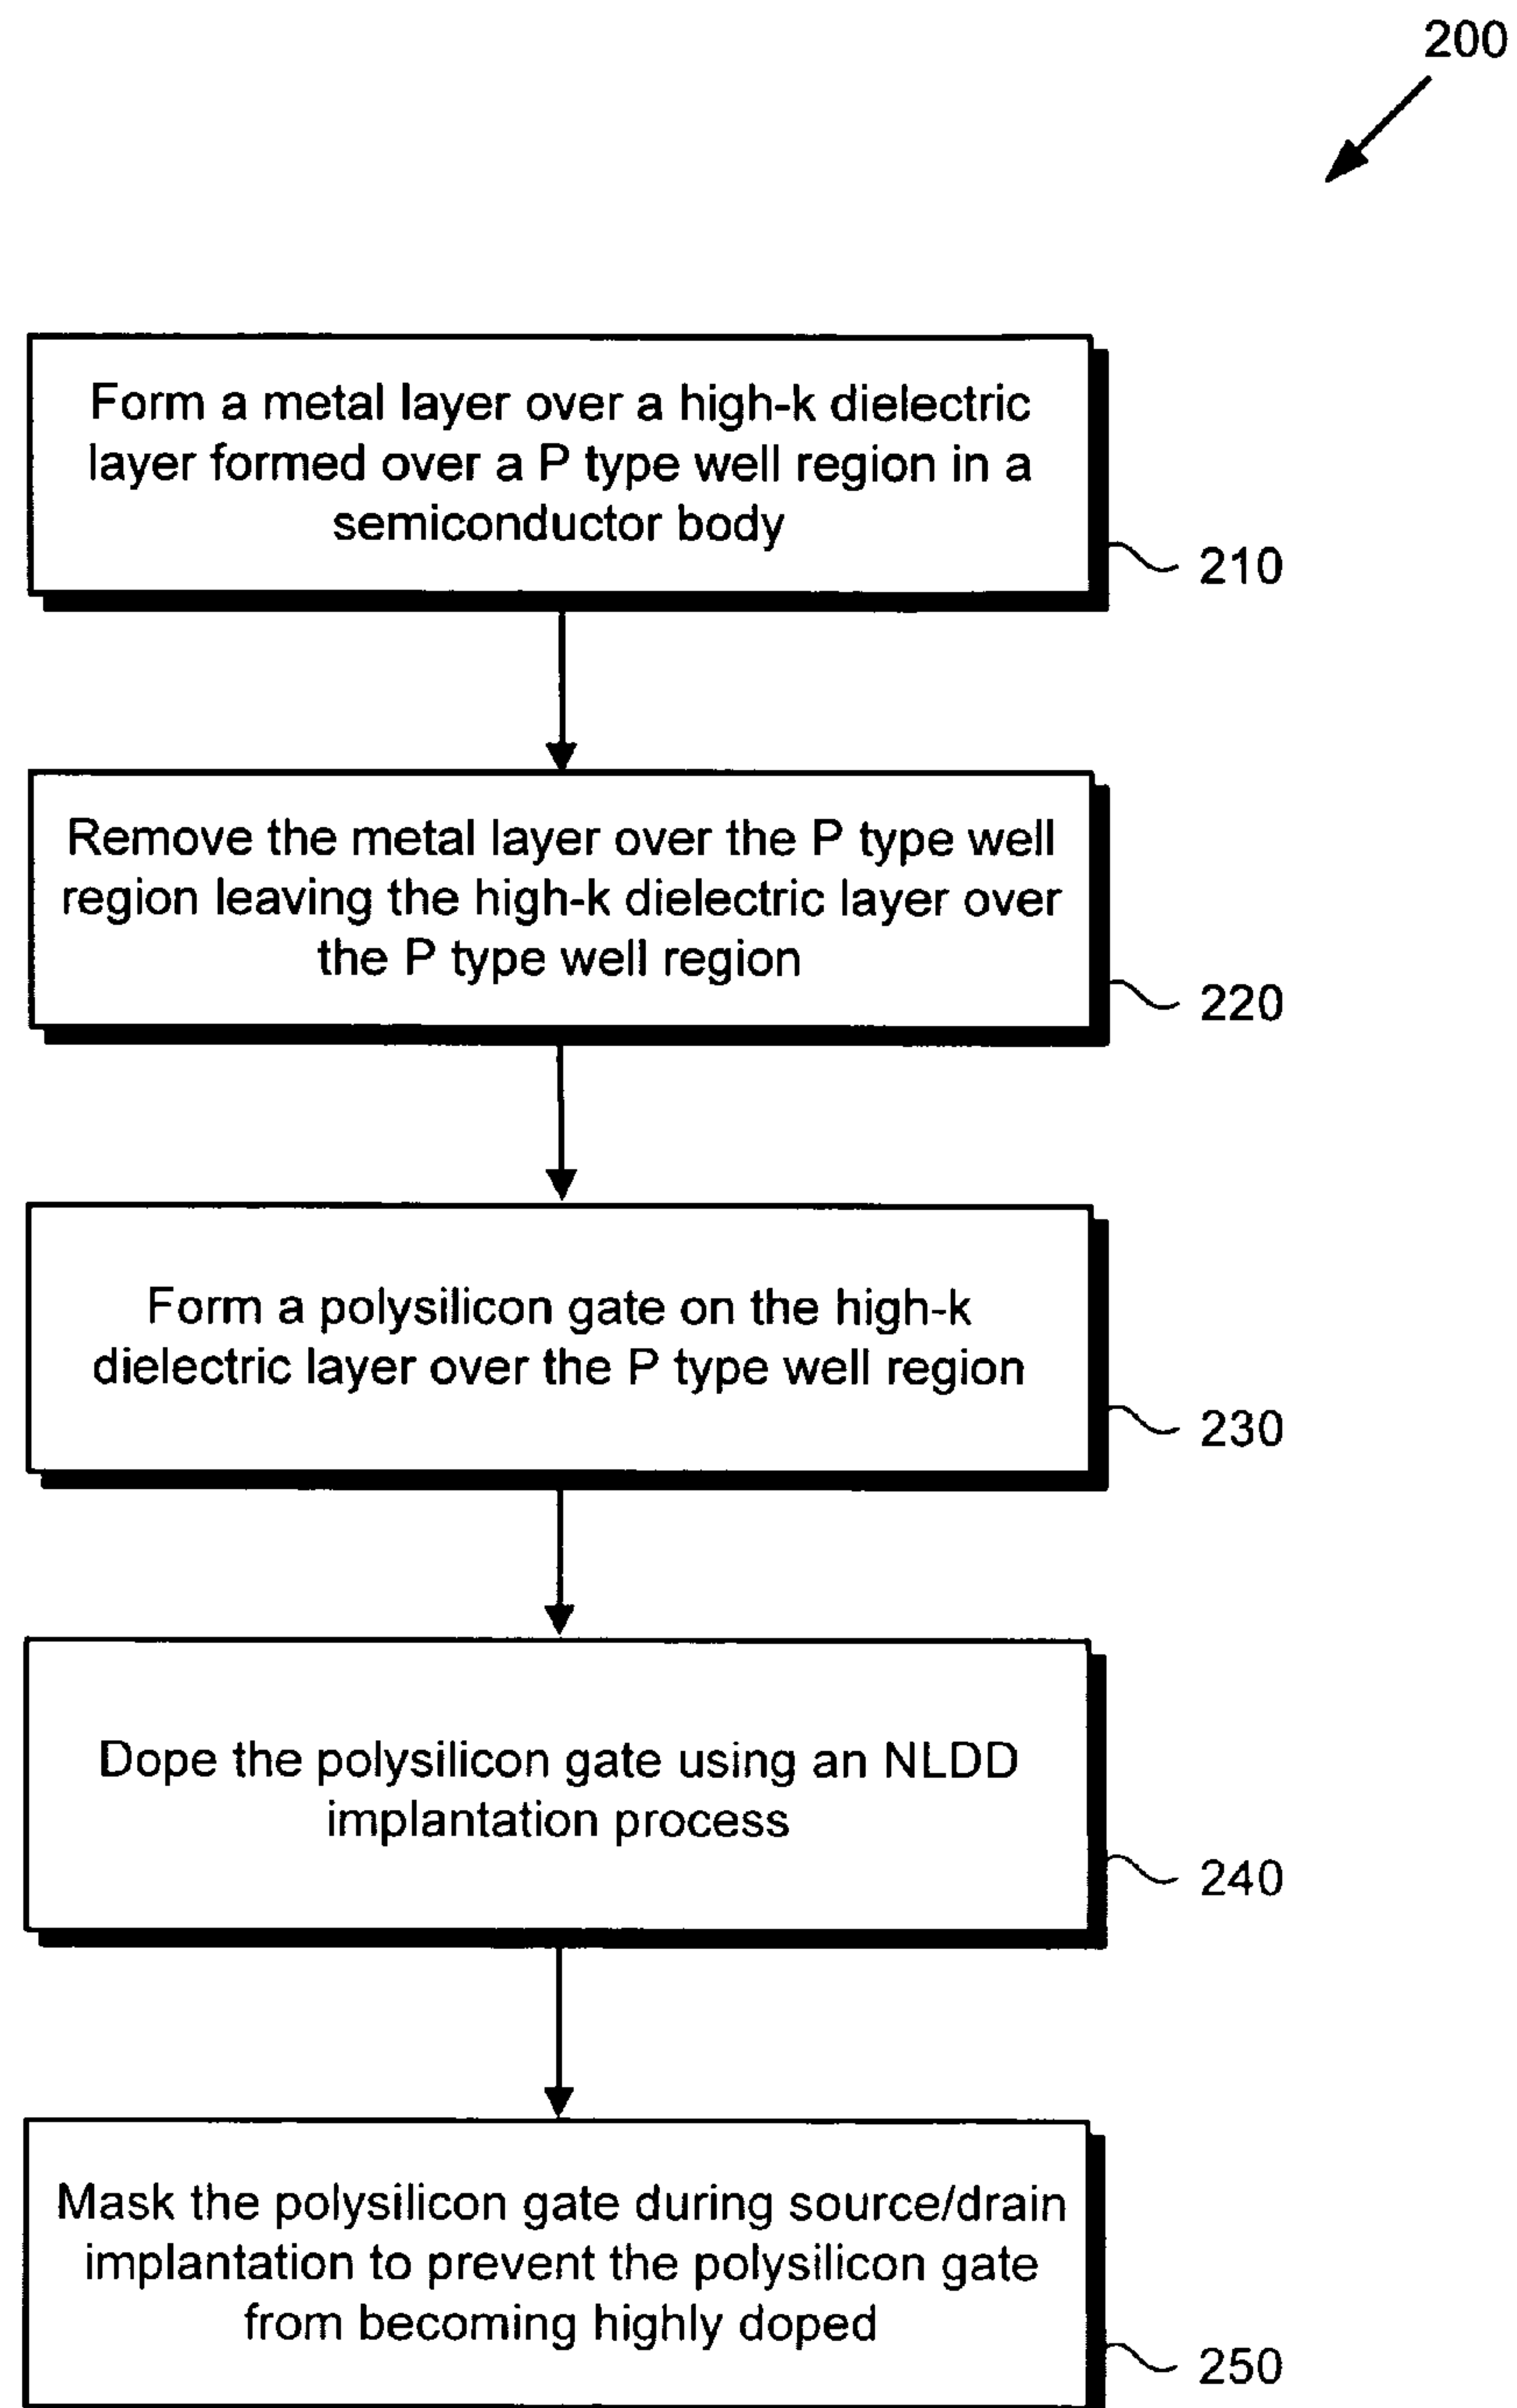 200
Form a metal layer over a high-k dielectric
layer formed over a P type well region in a
semiconductor body
210
Remove the metal layer over the P type well
region leaving the high-k dielectric layer over
the P type well region
220
Form a polysilicon gate on the high-k
dielectric layer over the P type well region
230
Dope the polysilicon gate using an NLDD
implantation process
240
Mask the polysilicon gate during source/drain
implantation to prevent the polysilicon gate
from becoming highly doped
250